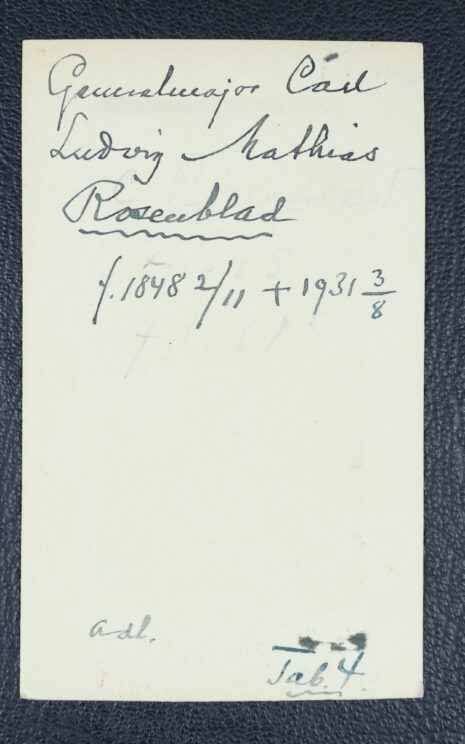 Generalmajor Carl
Ludvig Mathias
Rosenblad
f. 1848 2/11 + 1931 3/8
adl.
Tab. 4.